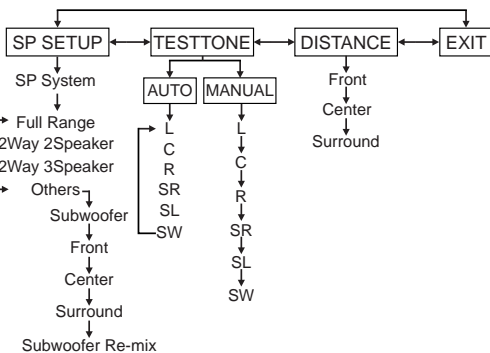 SP SETUP TESTTONE DISTANCE EXIT
SP System
Full Range
2Way 2Speaker
2Way 3Speaker
Others
Subwoofer
Front
Center
Surround
Subwoofer Re-mix
AUTO
L
C
R
SR
SL
SW
MANUAL
L
C
R
SR
SL
SW
Front
Center
Surround